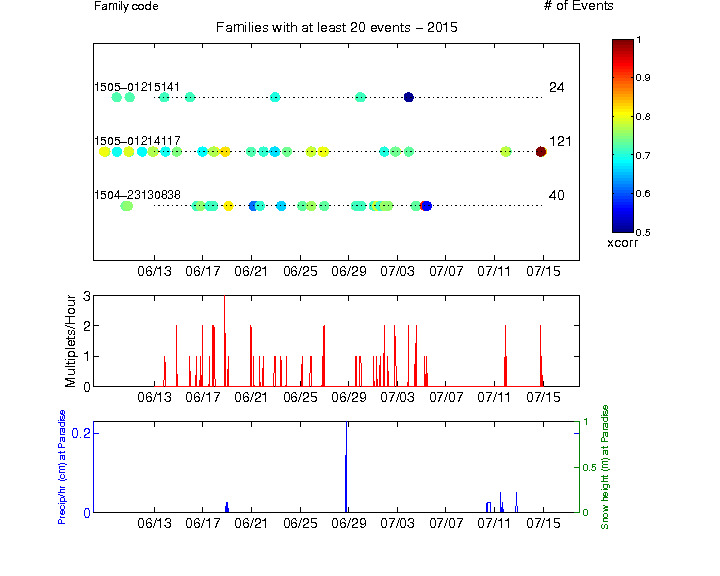 Family code
# of Events
Families with at least 20 events – 2015
1505–01215141
24
1505–01214117
121
1504–23130838
40
06/13 06/17 06/21 06/25 06/29 07/03 07/07 07/11 07/15
1
0.9
0.8
0.7
0.6
0.5
xcorr
Multiplets/Hour
3
2
1
0
06/13 06/17 06/21 06/25 06/29 07/03 07/07 07/11 07/15
Precip/hr (cm) at Paradise
0.2
0
1
0.5
0
Snow height (m) at Paradise
06/13 06/17 06/21 06/25 06/29 07/03 07/07 07/11 07/15